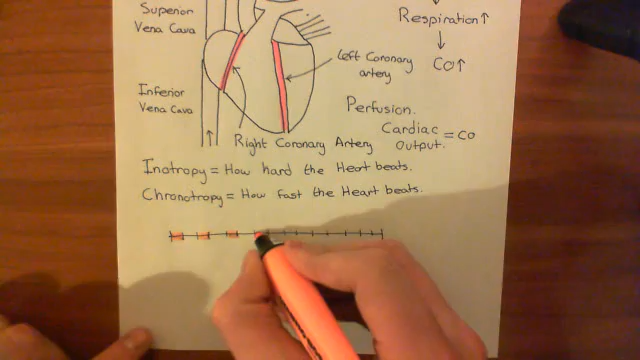 Superior
Vena Cava
Respiration↑
↓
CO↑
Left Coronary
artery
Inferior
Vena Cava
Perfusion.
Cardiac
Output. = CO
Right Coronary Artery
Inotropy = How hard the Heart beats.
Chronotropy = How fast the Heart beats.